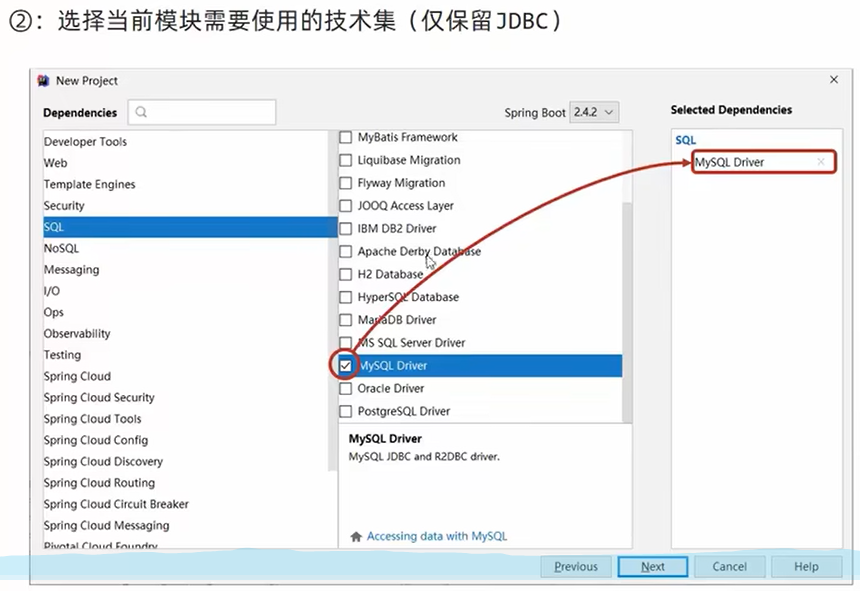 ②：选择当前模块需要使用的技术集（仅保留JDBC）
New Project
Dependencies
Spring Boot 2.4.2
Selected Dependencies
Developer Tools
Web
Template Engines
Security
SQL
NoSQL
Messaging
I/O
Ops
Observability
Testing
Spring Cloud
Spring Cloud Security
Spring Cloud Tools
Spring Cloud Config
Spring Cloud Discovery
Spring Cloud Routing
Spring Cloud Circuit Breaker
Spring Cloud Messaging
Pivotal Cloud Foundry
MyBatis Framework
Liquibase Migration
Flyway Migration
JOOQ Access Layer
IBM DB2 Driver
Apache Derby Database
H2 Database
HyperSQL Database
MariaDB Driver
MS SQL Server Driver
MySQL Driver
Oracle Driver
PostgreSQL Driver
MySQL Driver
MySQL JDBC and R2DBC driver.
Accessing data with MySQL
SQL
MySQL Driver
Previous
Next
Cancel
Help